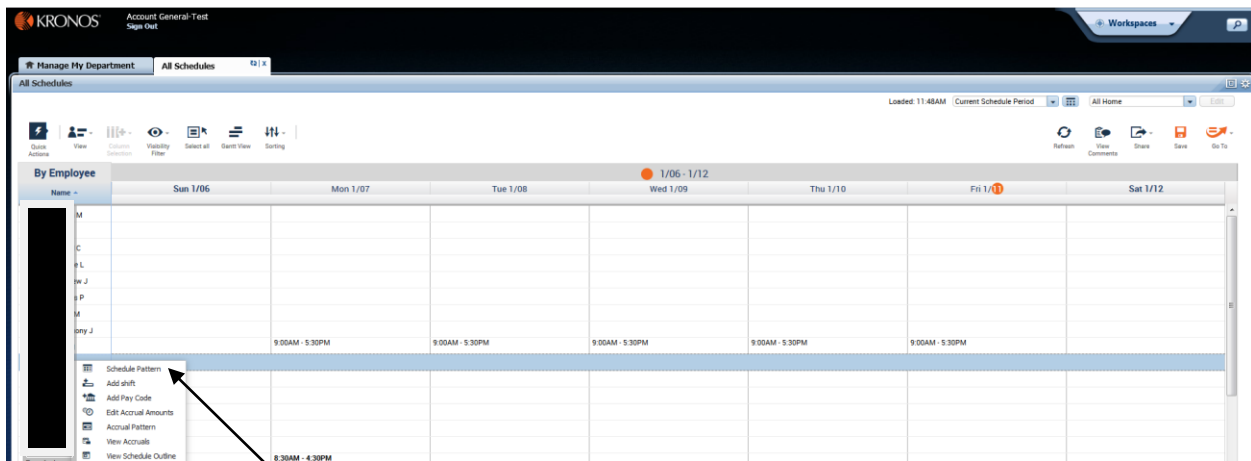 KRONOS
Account General-Test
Sign Out
Workspaces
Manage My Department
All Schedules
All Schedules
Loaded: 11:48AM Current Schedule Period All Home Edit
Quick Actions
View
Column Selection
Visibility Filter
Select all
Gantt View
Sorting
Refresh
View Comments
Share
Save
Go To
By Employee
1/06 - 1/12
Name
Sun 1/06 Mon 1/07 Tue 1/08 Wed 1/09 Thu 1/10 Fri 1/11 Sat 1/12
M
C
e L
ew J
s P
M
ony J
9:00AM - 5:30PM 9:00AM - 5:30PM 9:00AM - 5:30PM 9:00AM - 5:30PM 9:00AM - 5:30PM
Schedule Pattern
Add shift
Add Pay Code
Edit Accrual Amounts
Accrual Pattern
View Accruals
View Schedule Outline
8:30AM - 4:30PM